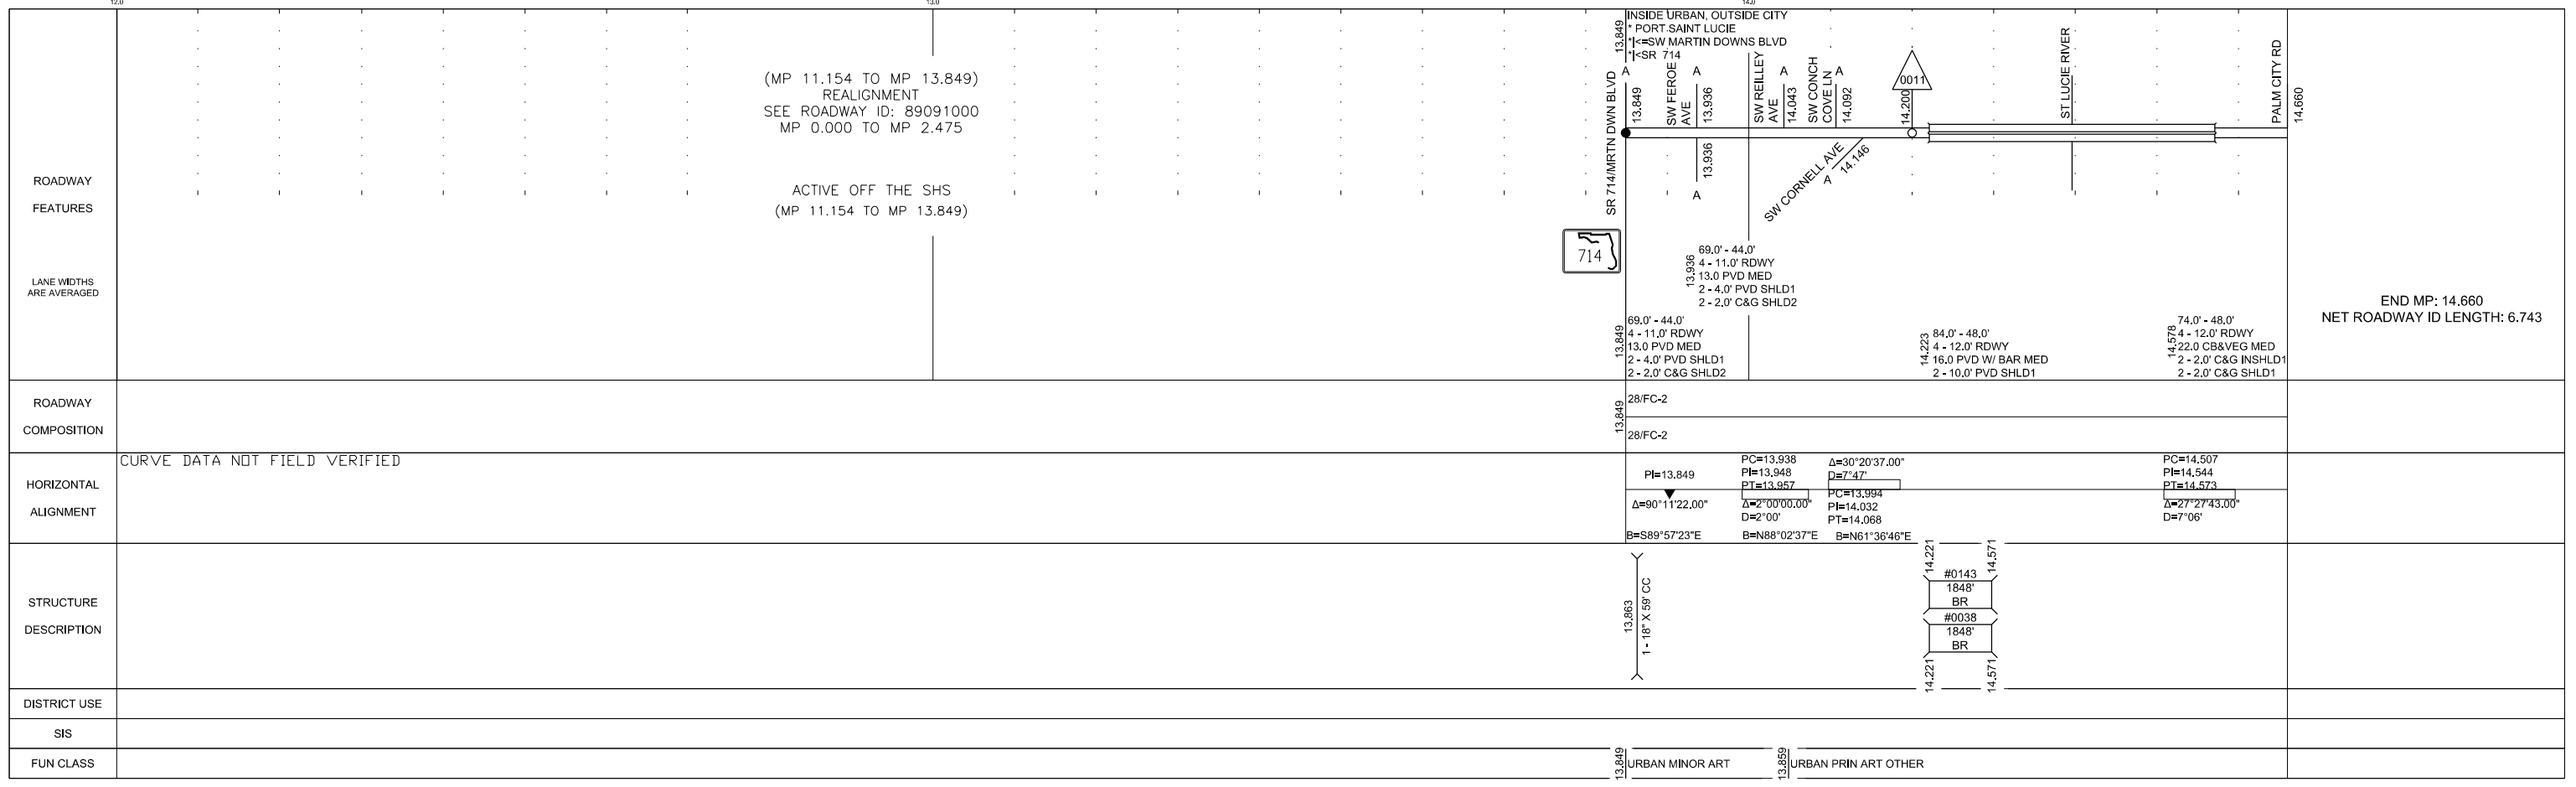 12.0
13.0
14.0
ROADWAY
FEATURES
LANE WIDTHS
ARE AVERAGED
(MP 11.154 TO MP 13.849)
REALIGNMENT
SEE ROADWAY ID: 89091000
MP 0.000 TO MP 2.475
ACTIVE OFF THE SHS
(MP 11.154 TO MP 13.849)
13.849
INSIDE URBAN, OUTSIDE CITY
* PORT SAINT LUCIE
*|<=SW MARTIN DOWNS BLVD
*|<SR 714
SR 714/MRTN DWN BLVD
A
13.849
SW FEROE
AVE
A
13.936
SW REILLEY
AVE
A
14.043
SW CONCH
COVE LN
A
14.092
0011
14.200
ST LUCIE RIVER
PALM CITY RD
14.660
13.936
A
SW CORNELL AVE
A
14.146
714
13.936
69.0' - 44.0'
4 - 11.0' RDWY
13.0 PVD MED
2 - 4.0' PVD SHLD1
2 - 2.0' C&G SHLD2
13.849
69.0' - 44.0'
4 - 11.0' RDWY
13.0 PVD MED
2 - 4.0' PVD SHLD1
2 - 2.0' C&G SHLD2
14.223
84.0' - 48.0'
4 - 12.0' RDWY
16.0 PVD W/ BAR MED
2 - 10.0' PVD SHLD1
14.578
74.0' - 48.0'
4 - 12.0' RDWY
22.0 CB&VEG MED
2 - 2.0' C&G INSHLD1
2 - 2.0' C&G SHLD1
END MP: 14.660
NET ROADWAY ID LENGTH: 6.743
ROADWAY
COMPOSITION
13.849
28/FC-2
28/FC-2
HORIZONTAL
ALIGNMENT
CURVE DATA NOT FIELD VERIFIED
PI=13.849
Δ=90°11'22.00"
B=S89°57'23"E
PC=13.938
PI=13.948
PT=13.957
Δ=2°00'00.00"
D=2°00'
B=N88°02'37"E
Δ=30°20'37.00"
D=7°47'
PC=13.994
PI=14.032
PT=14.068
B=N61°36'46"E
PC=14.507
PI=14.544
PT=14.573
Δ=27°27'43.00"
D=7°06'
STRUCTURE
DESCRIPTION
13.863
1 - 18" X 59' CC
14.221
14.571
#0143
1848'
BR
#0038
1848'
BR
14.221
14.571
DISTRICT USE
SIS
FUN CLASS
13.849
URBAN MINOR ART
13.859
URBAN PRIN ART OTHER